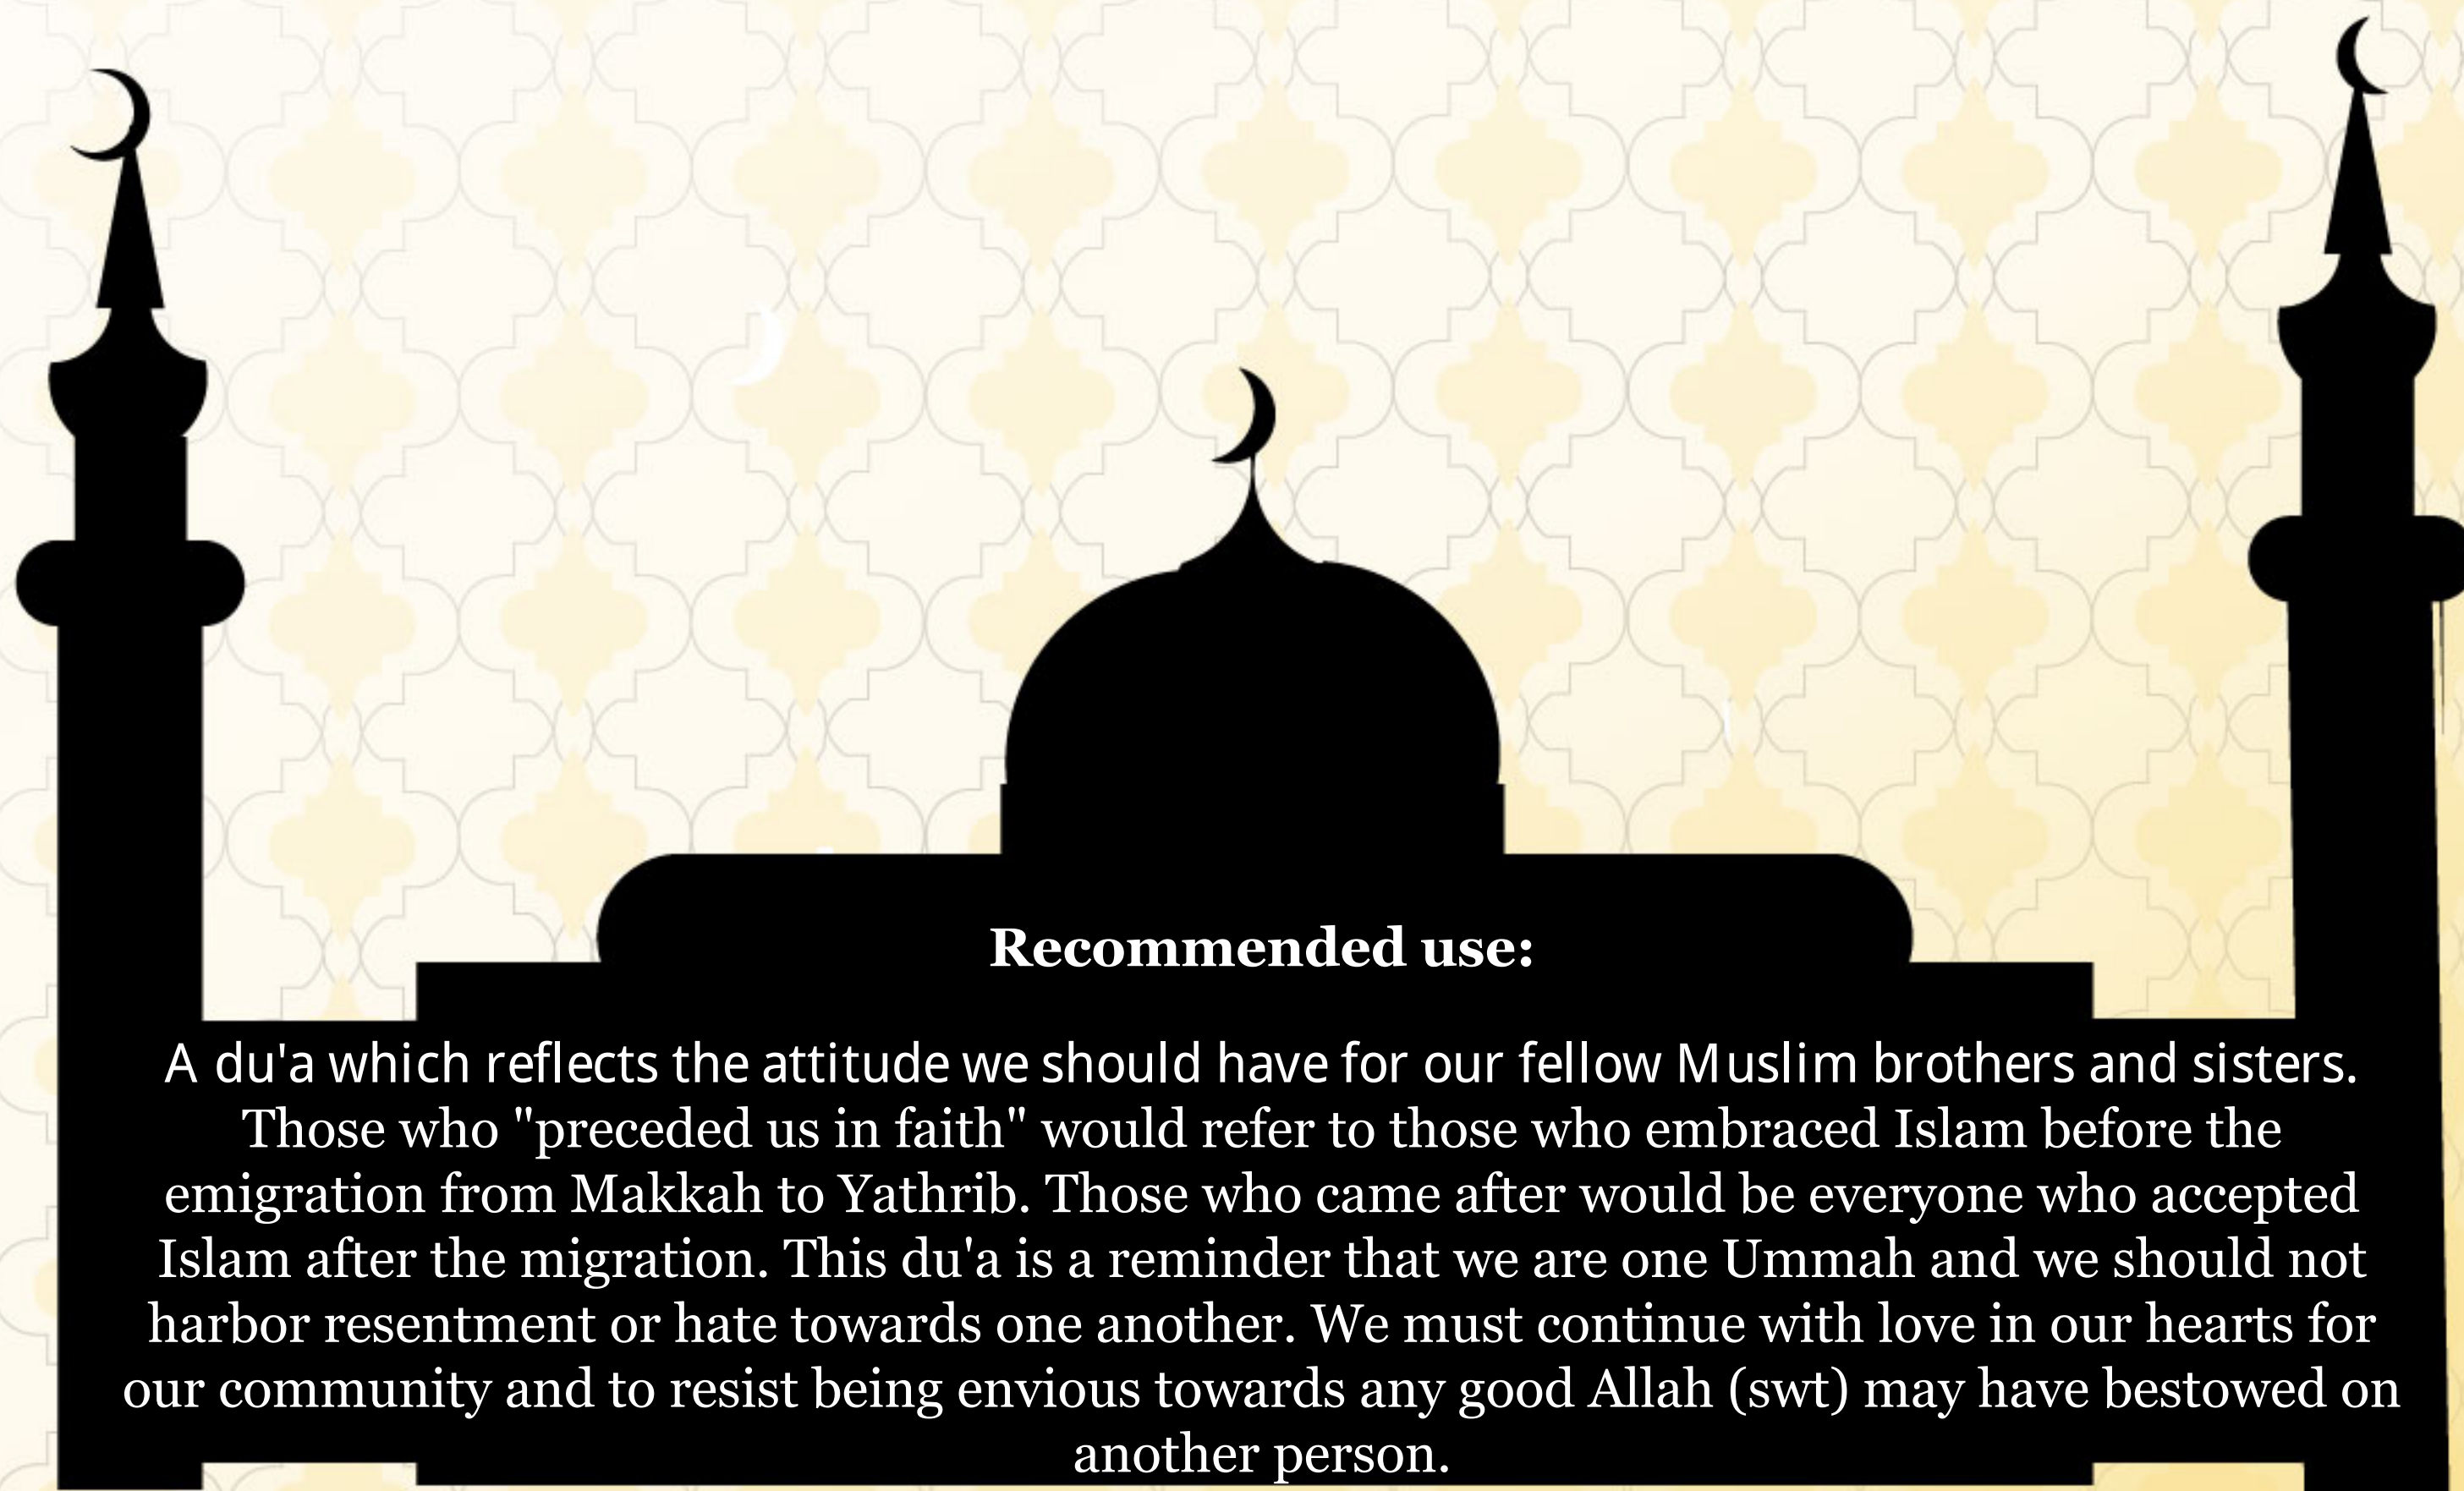 Recommended use:
A du'a which reflects the attitude we should have for our fellow Muslim brothers and sisters.
Those who "preceded us in faith" would refer to those who embraced Islam before the
emigration from Makkah to Yathrib. Those who came after would be everyone who accepted
Islam after the migration. This du'a is a reminder that we are one Ummah and we should not
harbor resentment or hate towards one another. We must continue with love in our hearts for
our community and to resist being envious towards any good Allah (swt) may have bestowed on
another person.